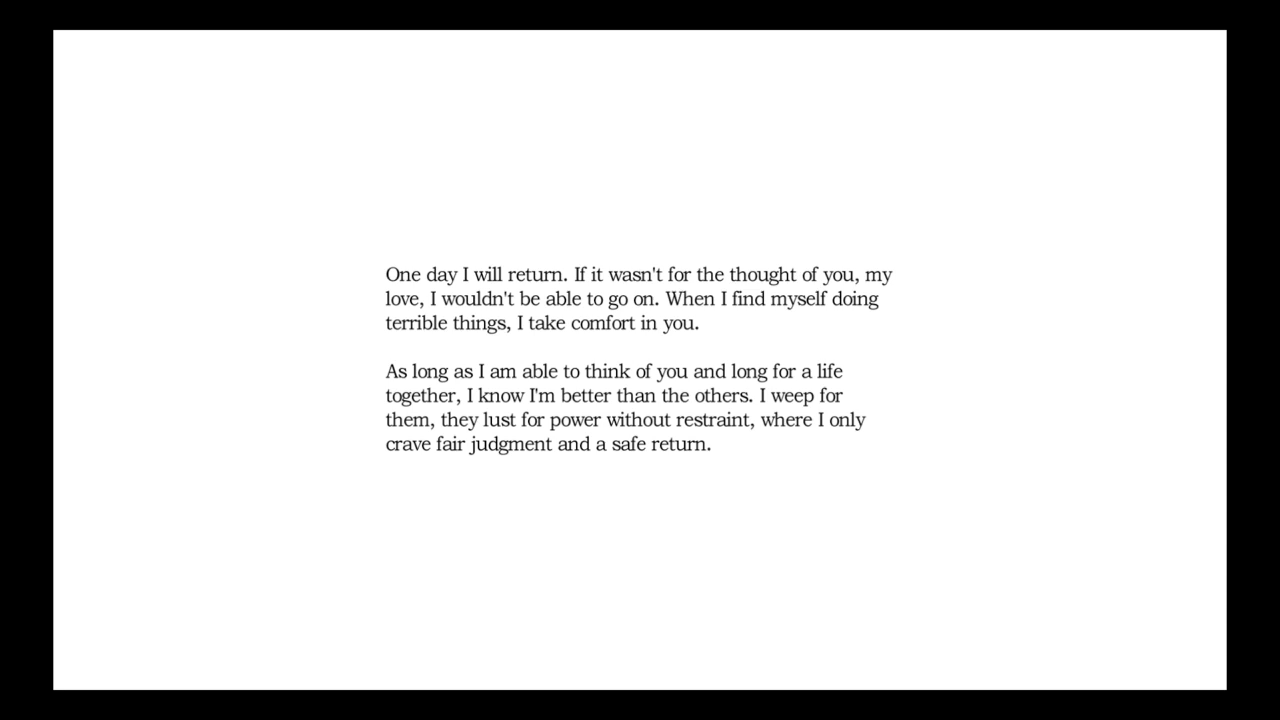 One day I will return. If it wasn't for the thought of you, my
love, I wouldn't be able to go on. When I find myself doing
terrible things, I take comfort in you.
As long as I am able to think of you and long for a life
together, I know I'm better than the others. I weep for
them, they lust for power without restraint, where I only
crave fair judgment and a safe return.